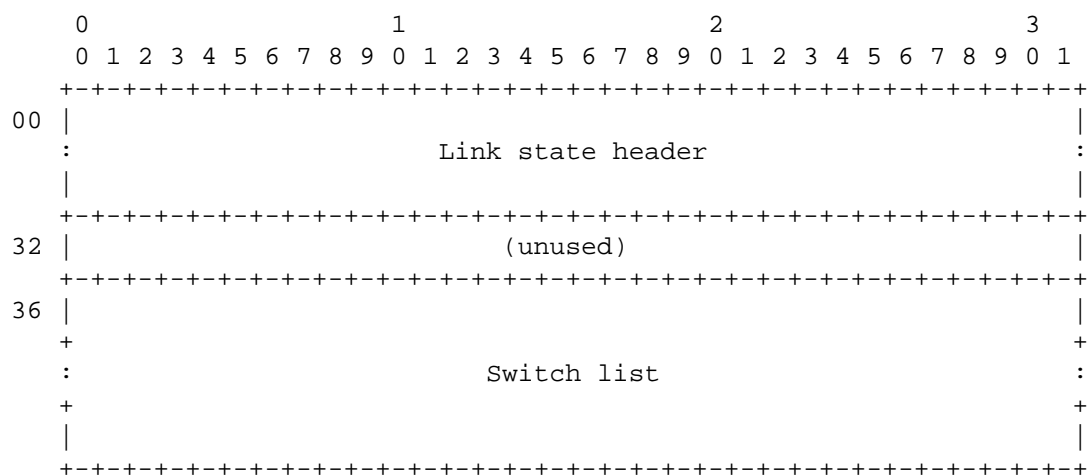 0                   1                   2                   3
0 1 2 3 4 5 6 7 8 9 0 1 2 3 4 5 6 7 8 9 0 1 2 3 4 5 6 7 8 9 0 1
+-+-+-+-+-+-+-+-+-+-+-+-+-+-+-+-+-+-+-+-+-+-+-+-+-+-+-+-+-+-+-+-+
00 |                                                               |
:                       Link state header                       :
|                                                               |
+-+-+-+-+-+-+-+-+-+-+-+-+-+-+-+-+-+-+-+-+-+-+-+-+-+-+-+-+-+-+-+-+
32 |                           (unused)                            |
+-+-+-+-+-+-+-+-+-+-+-+-+-+-+-+-+-+-+-+-+-+-+-+-+-+-+-+-+-+-+-+-+
36 |                                                               |
+                                                               +
:                          Switch list                          :
+                                                               +
|                                                               |
+-+-+-+-+-+-+-+-+-+-+-+-+-+-+-+-+-+-+-+-+-+-+-+-+-+-+-+-+-+-+-+-+